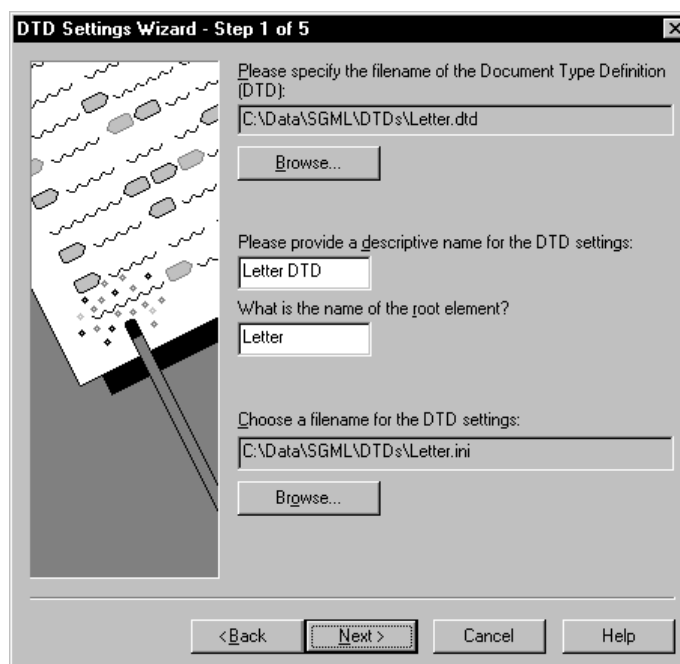 DTD Settings Wizard - Step 1 of 5
Please specify the filename of the Document Type Definition
(DTD):
C:\Data\SGML\DTDs\Letter.dtd
Browse...
Please provide a descriptive name for the DTD settings:
Letter DTD
What is the name of the root element?
Letter
Choose a filename for the DTD settings:
C:\Data\SGML\DTDs\Letter.ini
Browse...
< Back Next > Cancel Help